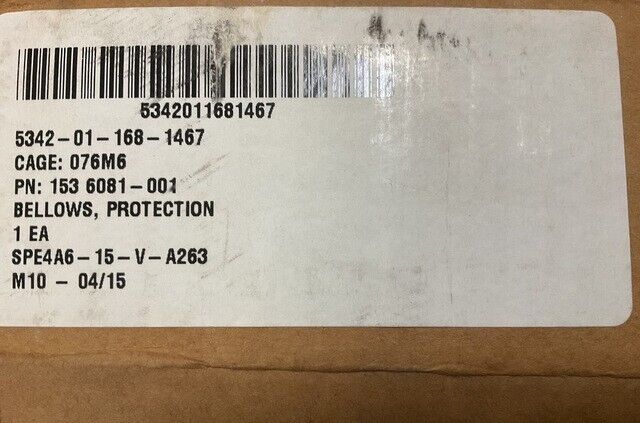 5342011681467
5342-01-168-1467
CAGE: 076M6
PN: 153 6081-001
BELLOWS, PROTECTION
1 EA
SPE4A6-15-V-A263
M10 - 04/15